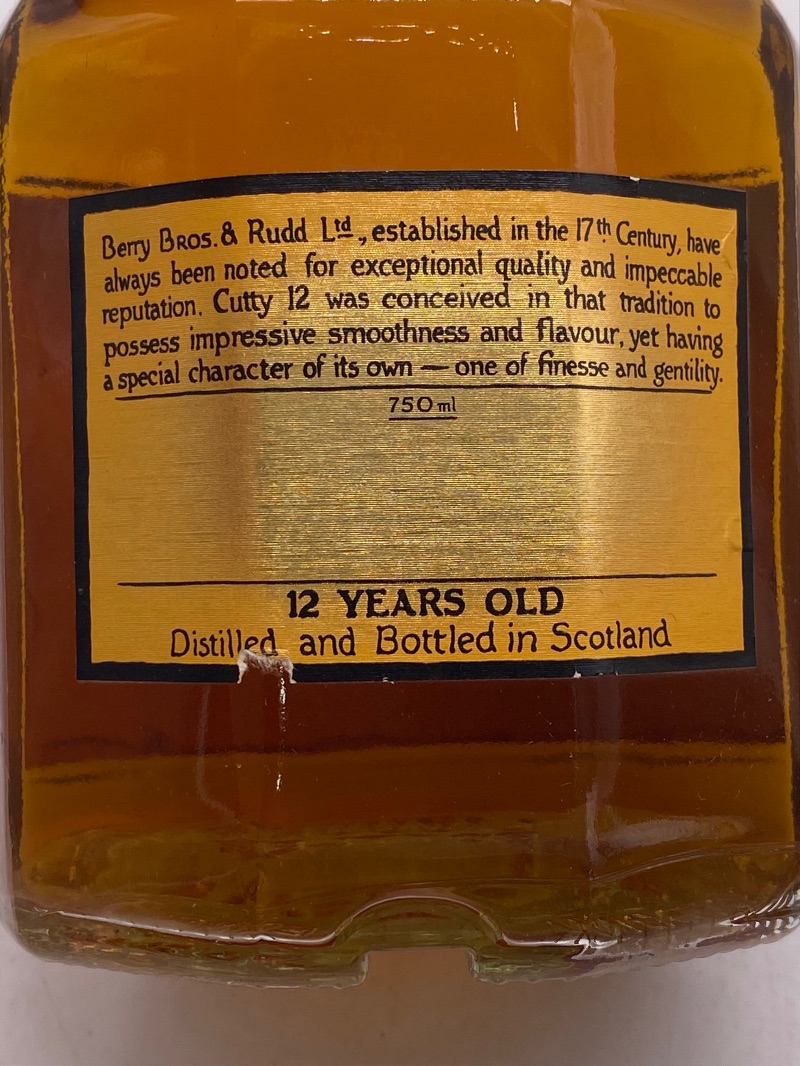 Berry Bros. & Rudd Ltd., established in the 17th Century, have
always been noted for exceptional quality and impeccable
reputation. Cutty 12 was conceived in that tradition to
possess impressive smoothness and flavour, yet having
a special character of its own — one of finesse and gentility.
750 ml
12 YEARS OLD
Distilled and Bottled in Scotland